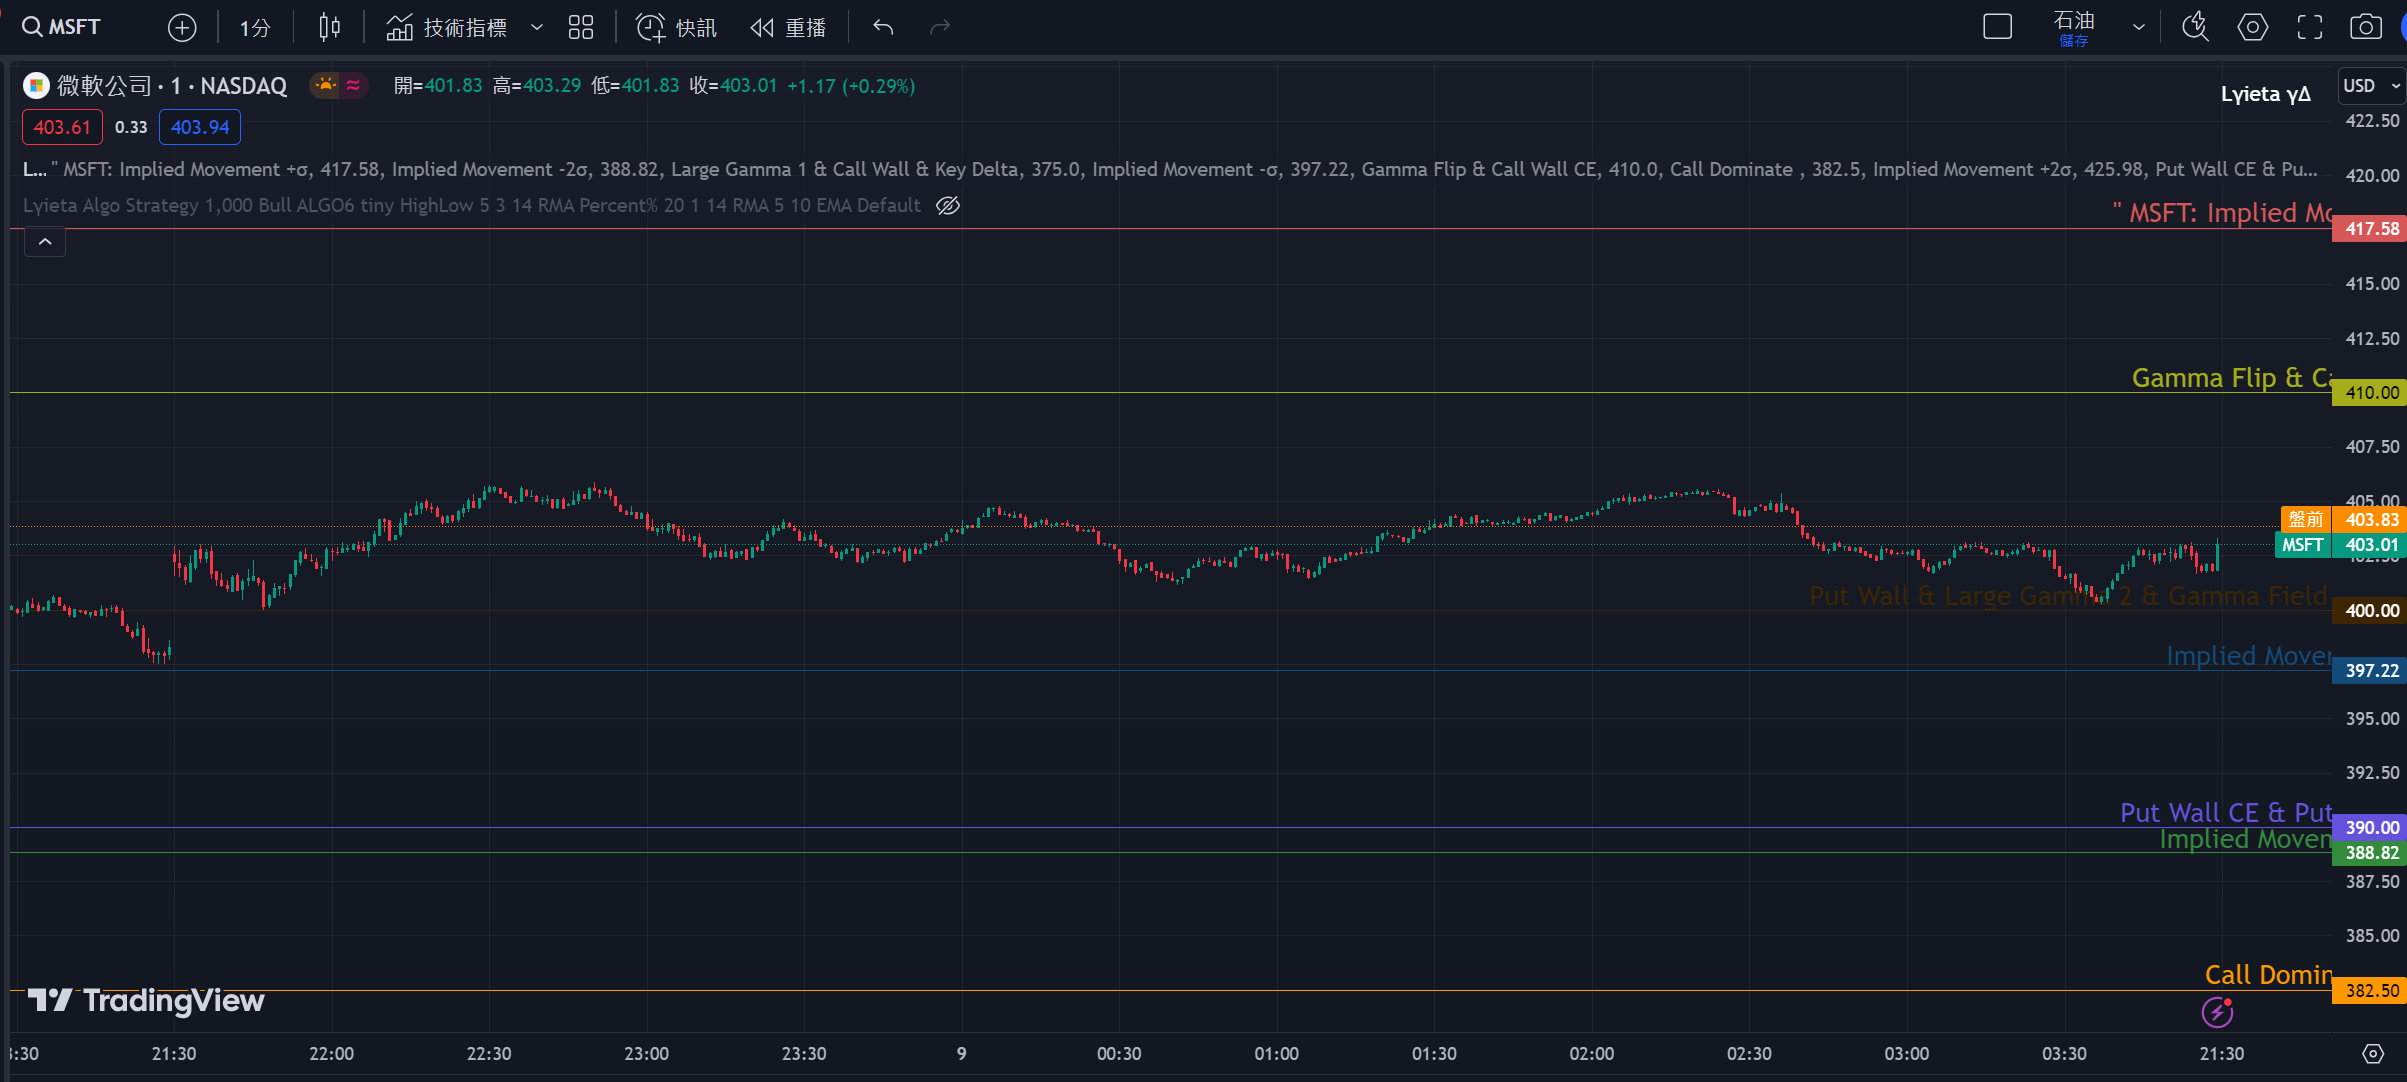 MSFT 1分 技術指標 快訊 重播 石油
儲存
微軟公司 · 1 · NASDAQ 開=401.83 高=403.29 低=401.83 收=403.01 +1.17 (+0.29%)
Lγieta γΔ
USD
403.61 0.33 403.94
422.50
L... " MSFT: Implied Movement +σ, 417.58, Implied Movement -2σ, 388.82, Large Gamma 1 & Call Wall & Key Delta, 375.0, Implied Movement -σ, 397.22, Gamma Flip & Call Wall CE, 410.0, Call Dominate , 382.5, Implied Movement +2σ, 425.98, Put Wall CE & Pu...
420.00
Lγieta Algo Strategy 1,000 Bull ALGO6 tiny HighLow 5 3 14 RMA Percent% 20 1 14 RMA 5 10 EMA Default
" MSFT: Implied Mo
417.58
415.00
412.50
Gamma Flip & Ca
410.00
407.50
405.00
盤前 403.83
MSFT 403.01
402.50
Put Wall & Large Gamma 2 & Gamma Field
400.00
Implied Mover
397.22
395.00
392.50
Put Wall CE & Put
390.00
Implied Movem
388.82
387.50
385.00
Call Domin
382.50
TradingView
:30 21:30 22:00 22:30 23:00 23:30 9 00:30 01:00 01:30 02:00 02:30 03:00 03:30 21:30